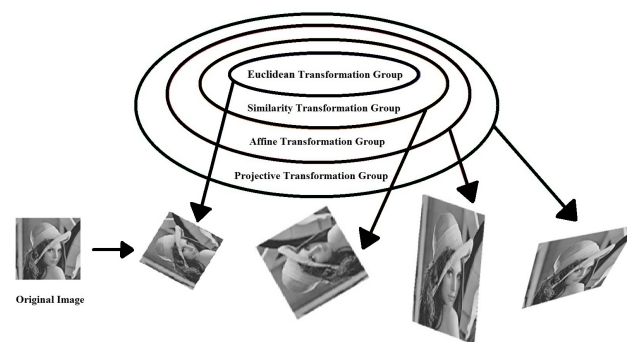 Euclidean Transformation Group
Similarity Transformation Group
Affine Transformation Group
Projective Transformation Group
Original Image